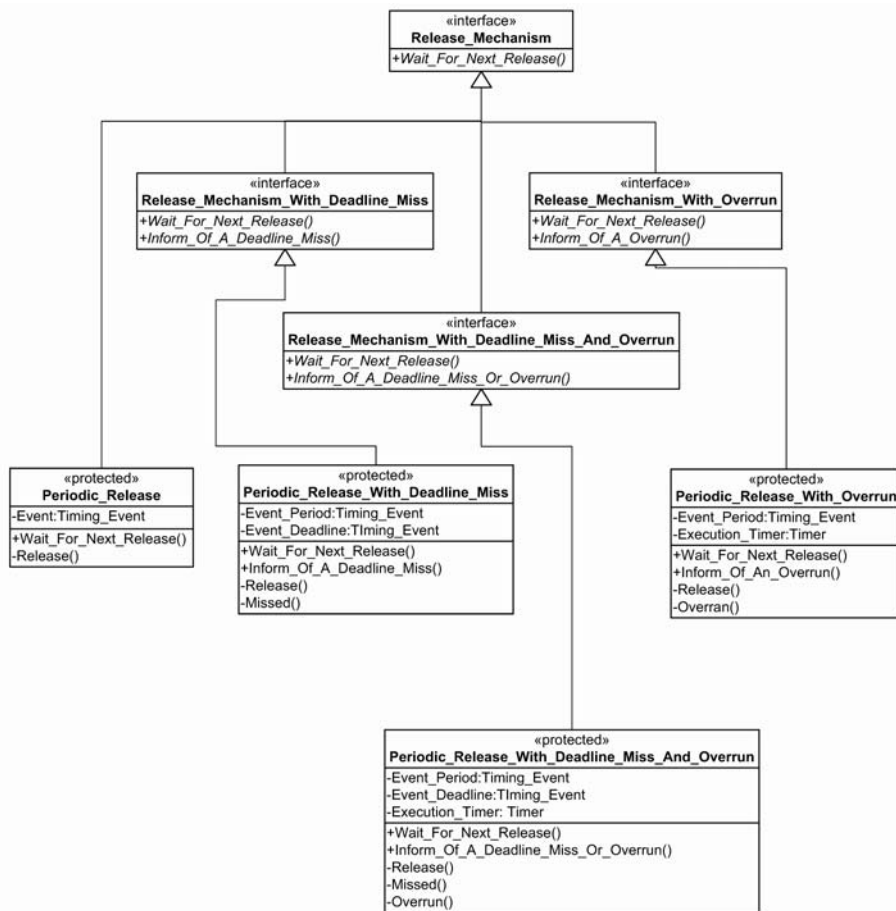 «interface»
Release_Mechanism
+Wait_For_Next_Release()
«interface»
Release_Mechanism_With_Deadline_Miss
+Wait_For_Next_Release()
+Inform_Of_A_Deadline_Miss()
«interface»
Release_Mechanism_With_Overrun
+Wait_For_Next_Release()
+Inform_Of_A_Overrun()
«interface»
Release_Mechanism_With_Deadline_Miss_And_Overrun
+Wait_For_Next_Release()
+Inform_Of_A_Deadline_Miss_Or_Overrun()
«protected»
Periodic_Release
-Event:Timing_Event
+Wait_For_Next_Release()
-Release()
«protected»
Periodic_Release_With_Deadline_Miss
-Event_Period:Timing_Event
-Event_Deadline:TIming_Event
+Wait_For_Next_Release()
+Inform_Of_A_Deadline_Miss()
-Release()
-Missed()
«protected»
Periodic_Release_With_Overrun
-Event_Period:Timing_Event
-Execution_Timer:Timer
+Wait_For_Next_Release()
+Inform_Of_An_Overrun()
-Release()
-Overran()
«protected»
Periodic_Release_With_Deadline_Miss_And_Overrun
-Event_Period:Timing_Event
-Event_Deadline:TIming_Event
-Execution_Timer: Timer
+Wait_For_Next_Release()
+Inform_Of_A_Deadline_Miss_Or_Overrun()
-Release()
-Missed()
-Overrun()